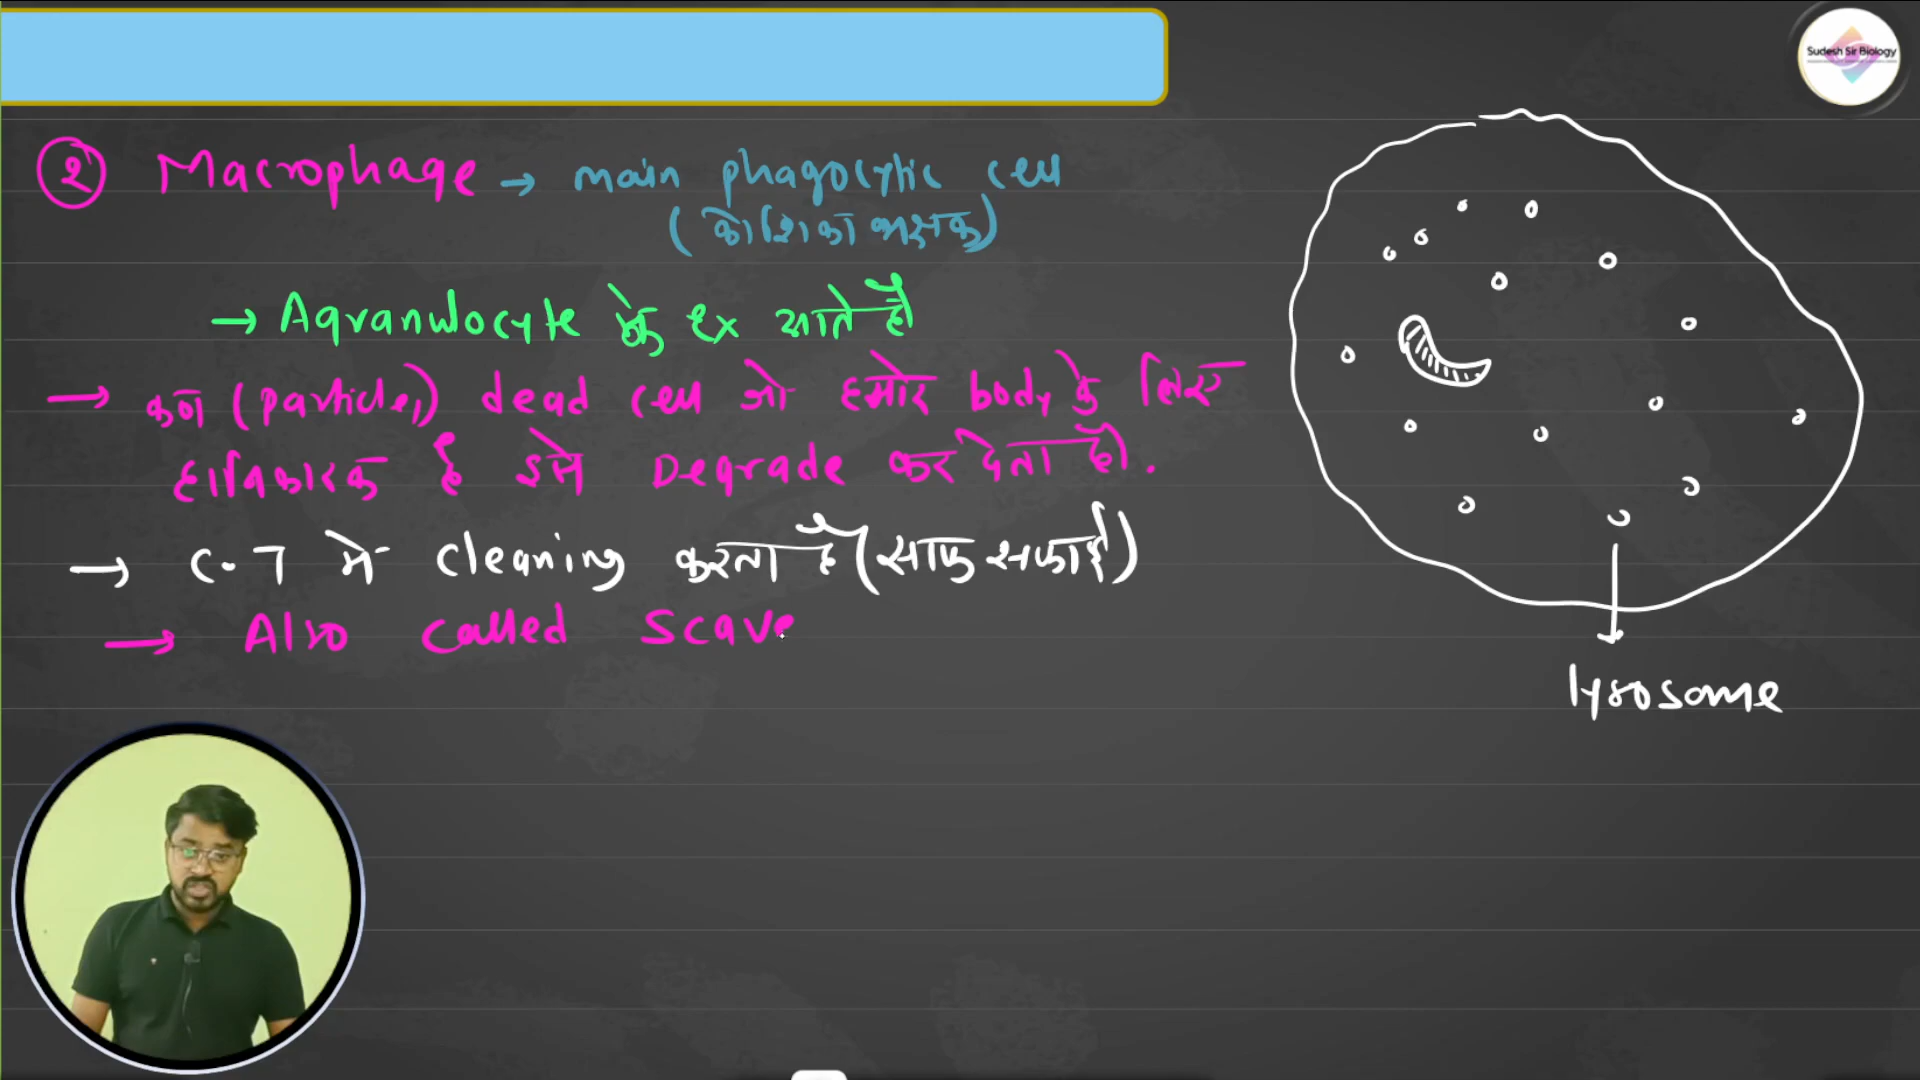 Sudesh Sir Biology
② Macrophage → main phagocytic cell
(कोशिका भक्षक)
→ Agranulocyte के ex आते है
→ कण (particles) dead cell जो हमारे body के लिए
हानिकारक है इसे Degrade कर देता है.
→ C.T में cleaning करता है (साफ सफाई)
→ Also called Scave
lysosome